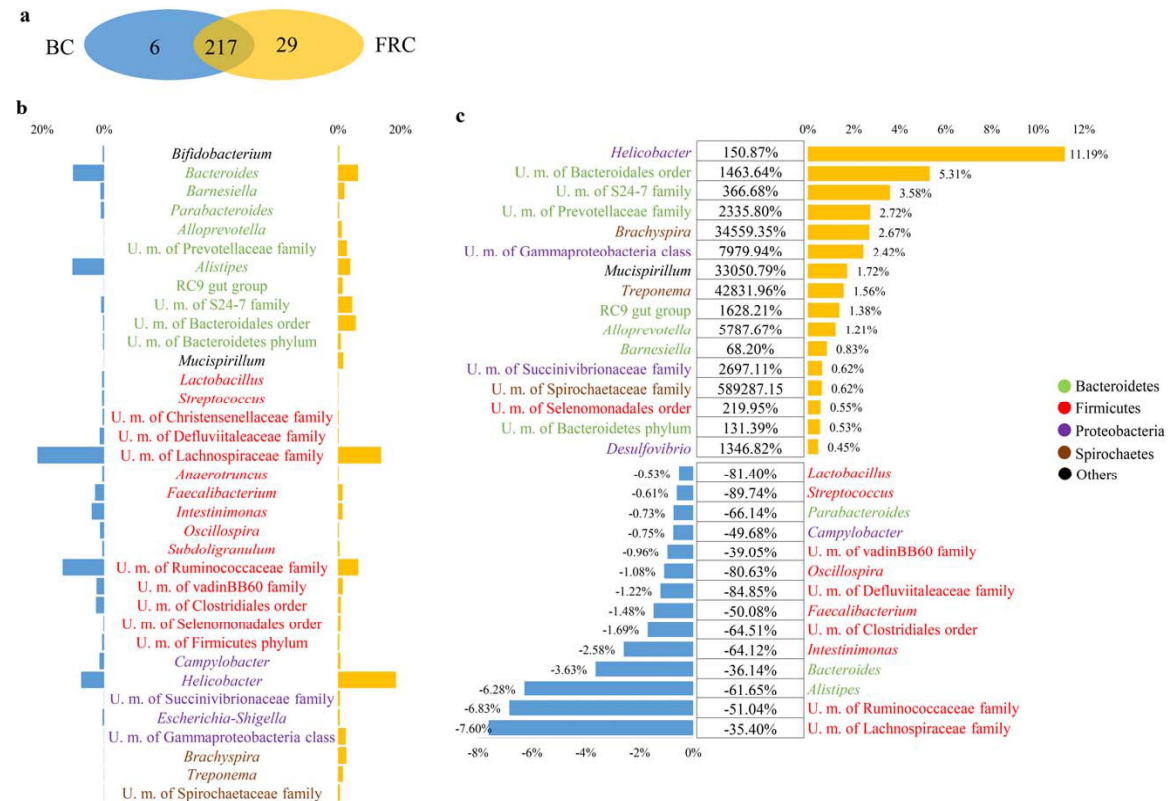 a
BC 6 217 29 FRC
b
20% 0% 0% 20%
Bifidobacterium
Bacteroides
Barnesiella
Parabacteroides
Alloprevotella
U. m. of Prevotellaceae family
Alistipes
RC9 gut group
U. m. of S24-7 family
U. m. of Bacteroidales order
U. m. of Bacteroidetes phylum
Mucispirillum
Lactobacillus
Streptococcus
U. m. of Christensenellaceae family
U. m. of Defluviitaleaceae family
U. m. of Lachnospiraceae family
Anaerotruncus
Faecalibacterium
Intestinimonas
Oscillospira
Subdoligranulum
U. m. of Ruminococcaceae family
U. m. of vadinBB60 family
U. m. of Clostridiales order
U. m. of Selenomonadales order
U. m. of Firmicutes phylum
Campylobacter
Helicobacter
U. m. of Succinivibrionaceae family
Escherichia-Shigella
U. m. of Gammaproteobacteria class
Brachyspira
Treponema
U. m. of Spirochaetaceae family
c
0% 2% 4% 6% 8% 10% 12%
Helicobacter 150.87% 11.19%
U. m. of Bacteroidales order 1463.64% 5.31%
U. m. of S24-7 family 366.68% 3.58%
U. m. of Prevotellaceae family 2335.80% 2.72%
Brachyspira 34559.35% 2.67%
U. m. of Gammaproteobacteria class 7979.94% 2.42%
Mucispirillum 33050.79% 1.72%
Treponema 42831.96% 1.56%
RC9 gut group 1628.21% 1.38%
Alloprevotella 5787.67% 1.21%
Barnesiella 68.20% 0.83%
U. m. of Succinivibrionaceae family 2697.11% 0.62%
U. m. of Spirochaetaceae family 589287.15 0.62%
U. m. of Selenomonadales order 219.95% 0.55%
U. m. of Bacteroidetes phylum 131.39% 0.53%
Desulfovibrio 1346.82% 0.45%
-0.53% -81.40% Lactobacillus
-0.61% -89.74% Streptococcus
-0.73% -66.14% Parabacteroides
-0.75% -49.68% Campylobacter
-0.96% -39.05% U. m. of vadinBB60 family
-1.08% -80.63% Oscillospira
-1.22% -84.85% U. m. of Defluviitaleaceae family
-1.48% -50.08% Faecalibacterium
-1.69% -64.51% U. m. of Clostridiales order
-2.58% -64.12% Intestinimonas
-3.63% -36.14% Bacteroides
-6.28% -61.65% Alistipes
-6.83% -51.04% U. m. of Ruminococcaceae family
-7.60% -35.40% U. m. of Lachnospiraceae family
-8% -6% -4% -2% 0%
Bacteroidetes
Firmicutes
Proteobacteria
Spirochaetes
Others